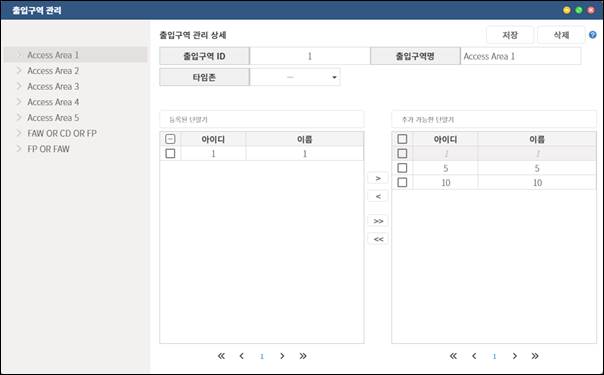 출입구역 관리
Access Area 1
Access Area 2
Access Area 3
Access Area 4
Access Area 5
FAW OR CD OR FP
FP OR FAW
출입구역 관리 상세
저장 삭제 ?
출입구역 ID 1 출입구역명 Access Area 1
타임존 ---
등록된 단말기
아이디 이름
1 1
> 
<
>>
<<
추가 가능한 단말기
아이디 이름
1 1
5 5
10 10
« < 1 > »
« < 1 > »